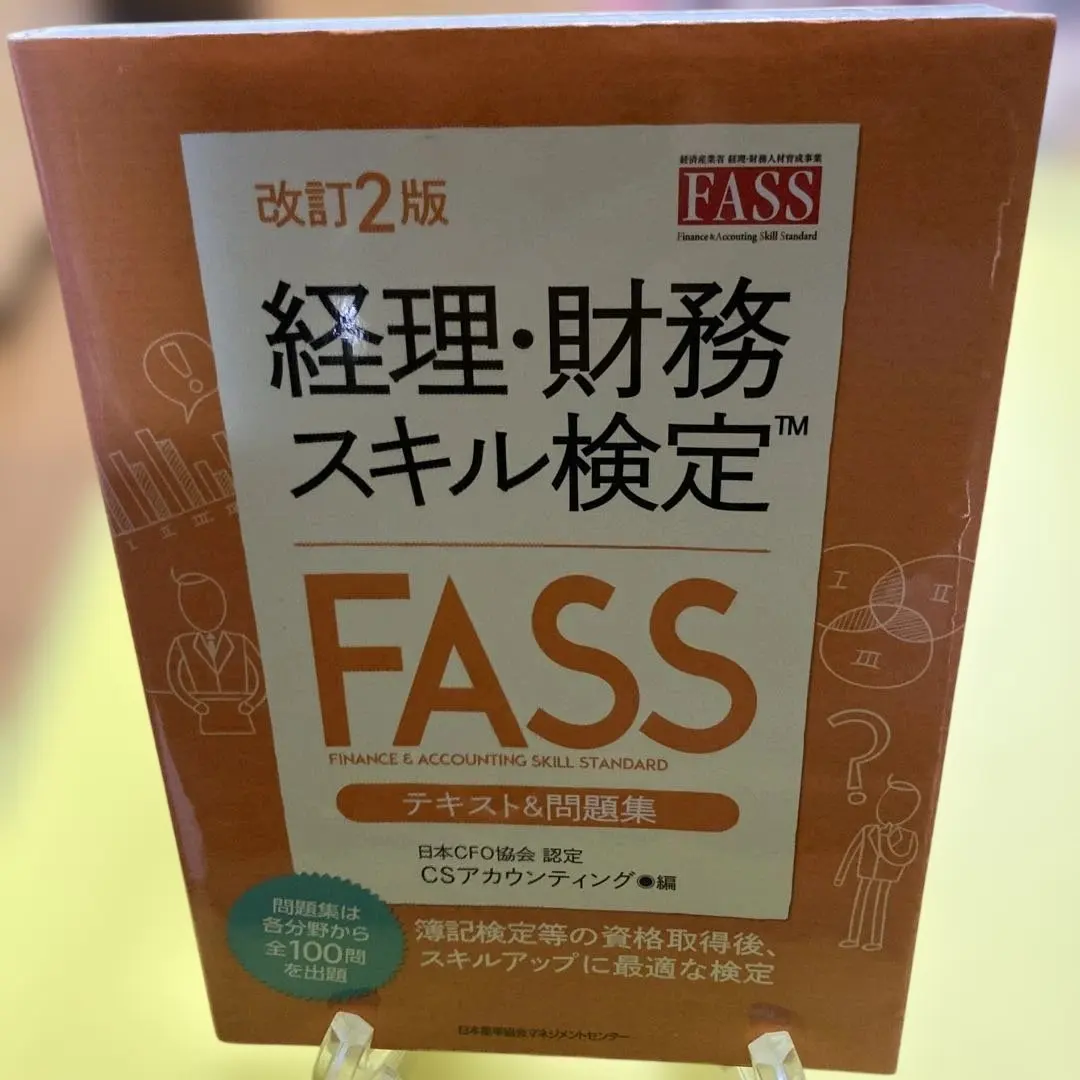 改訂2版
経済産業省 経理・財務人材育成事業
FASS
Finance & Accounting Skill Standard
経理・財務
スキル検定™
FASS
FINANCE & ACCOUNTING SKILL STANDARD
テキスト&問題集
日本CFO協会 認定
CSアカウンティング●編
問題集は
各分野から
全100問
を出題
簿記検定等の資格取得後、
スキルアップに最適な検定
日本能率協会マネジメントセンター
!
I II III
I
II
III
?